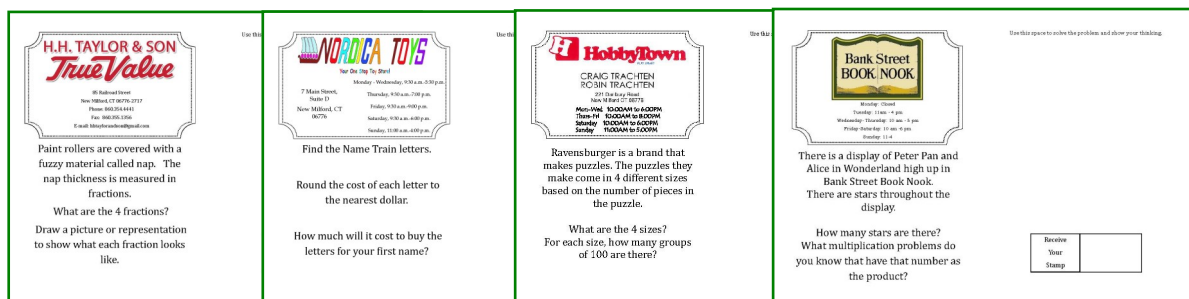 H.H. TAYLOR & SON
True Value
85 Railroad Street
New Milford, CT 06776-2717
Phone: 860.354.4441
Fax: 860.355.3356
E-mail: hhtaylorandson@gmail.com
Paint rollers are covered with a
fuzzy material called nap. The
nap thickness is measured in
fractions.
What are the 4 fractions?
Draw a picture or representation
to show what each fraction looks
like.
Use this
NORDICA TOYS
Your One Stop Toy Store!
7 Main Street,
Suite D
New Milford, CT
06776
Monday - Wednesday, 9:30 a.m.-5:30 p.m.
Thursday, 9:30 a.m.-7:00 p.m.
Friday, 9:30 a.m.-9:00 p.m.
Saturday, 9:30 a.m.-6:00 p.m.
Sunday, 11:00 a.m.-4:00 p.m.
Find the Name Train letters.
Round the cost of each letter to
the nearest dollar.
How much will it cost to buy the
letters for your first name?
Use this
H HobbyTown
CRAIG TRACHTEN
ROBIN TRACHTEN
221 Danbury Road
New Milford CT 06776
Mon-Wed 10:00AM to 6:00PM
Thurs-Fri 10:00AM to 8:00PM
Saturday 10:00AM to 6:00PM
Sunday 11:00AM to 5:00PM
Ravensburger is a brand that
makes puzzles. The puzzles they
make come in 4 different sizes
based on the number of pieces in
the puzzle.
What are the 4 sizes?
For each size, how many groups
of 100 are there?
Use this
Bank Street
BOOK NOOK
Monday: Closed
Tuesday: 11am - 4 pm
Wednesday-Thursday: 10 am - 5 pm
Friday-Saturday: 10 am -6 pm
Sunday: 11-4
There is a display of Peter Pan and
Alice in Wonderland high up in
Bank Street Book Nook.
There are stars throughout the
display.
How many stars are there?
What multiplication problems do
you know that have that number as
the product?
Use this space to solve the problem and show your thinking.
Receive
Your
Stamp